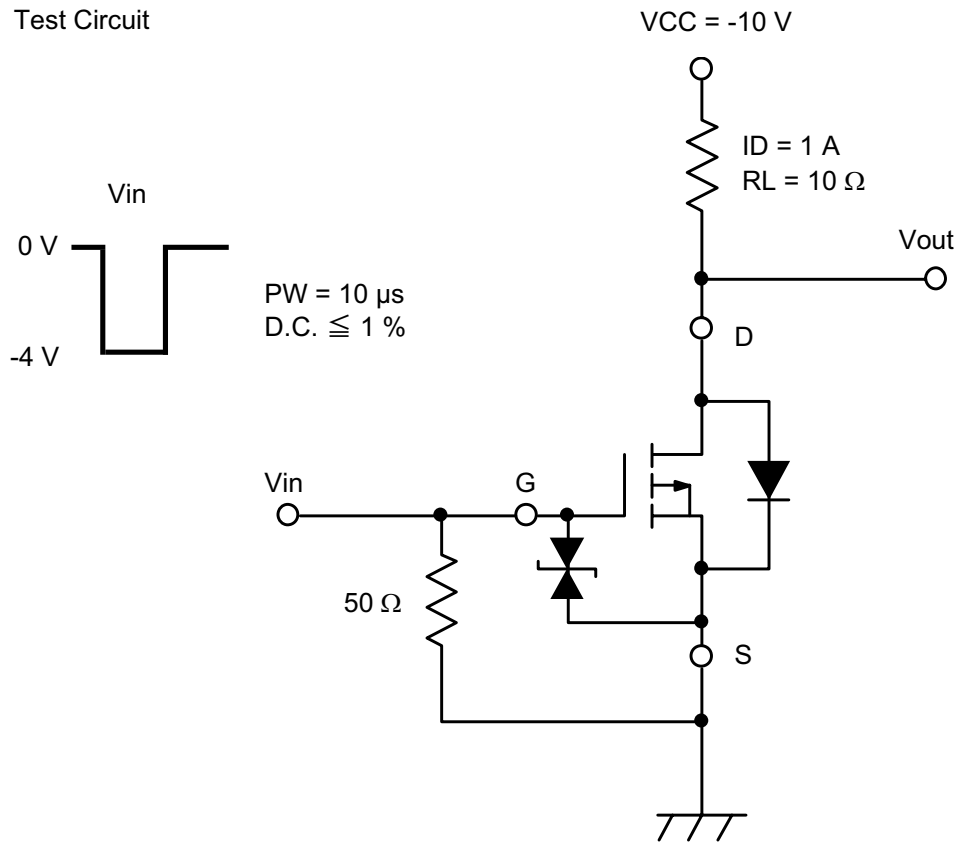 Test Circuit
VCC = -10 V
ID = 1 A
RL = 10 Ω
Vin
0 V
Vout
PW = 10 µs
D.C. ≦ 1 %
-4 V
D
Vin
G
50 Ω
S